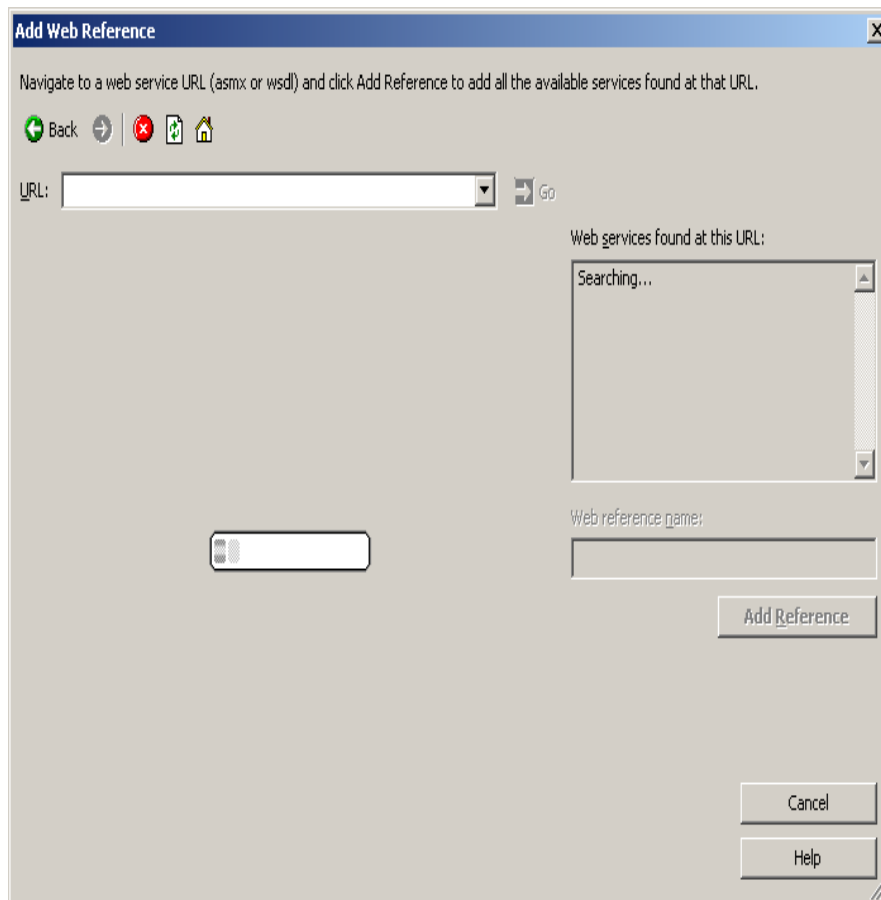 Add Web Reference
Navigate to a web service URL (asmx or wsdl) and click Add Reference to add all the available services found at that URL.
Back
URL:
Go
Web services found at this URL:
Searching...
Web reference name:
Add Reference
Cancel
Help